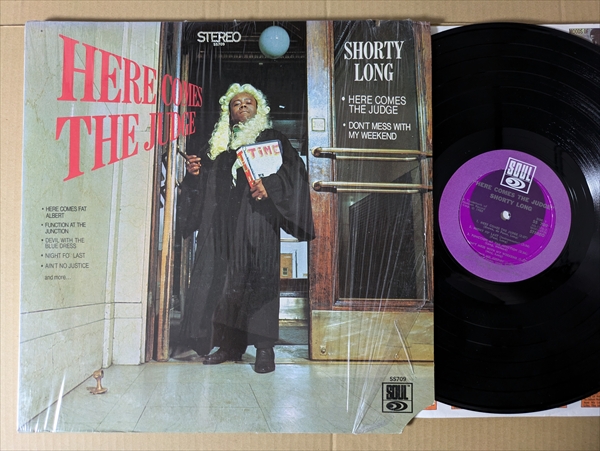 STEREO
SS709
HERE COMES
THE JUDGE
SHORTY
LONG
• HERE COMES
THE JUDGE
• DON'T MESS WITH
MY WEEKEND
TIME
• HERE COMES FAT
ALBERT
• FUNCTION AT THE
JUNCTION
• DEVIL WITH THE
BLUE DRESS
• NIGHT FO' LAST
• AIN'T NO JUSTICE
and more...
SS709
SOUL
SOUL
HERE COMES THE JUDGE
SHORTY LONG